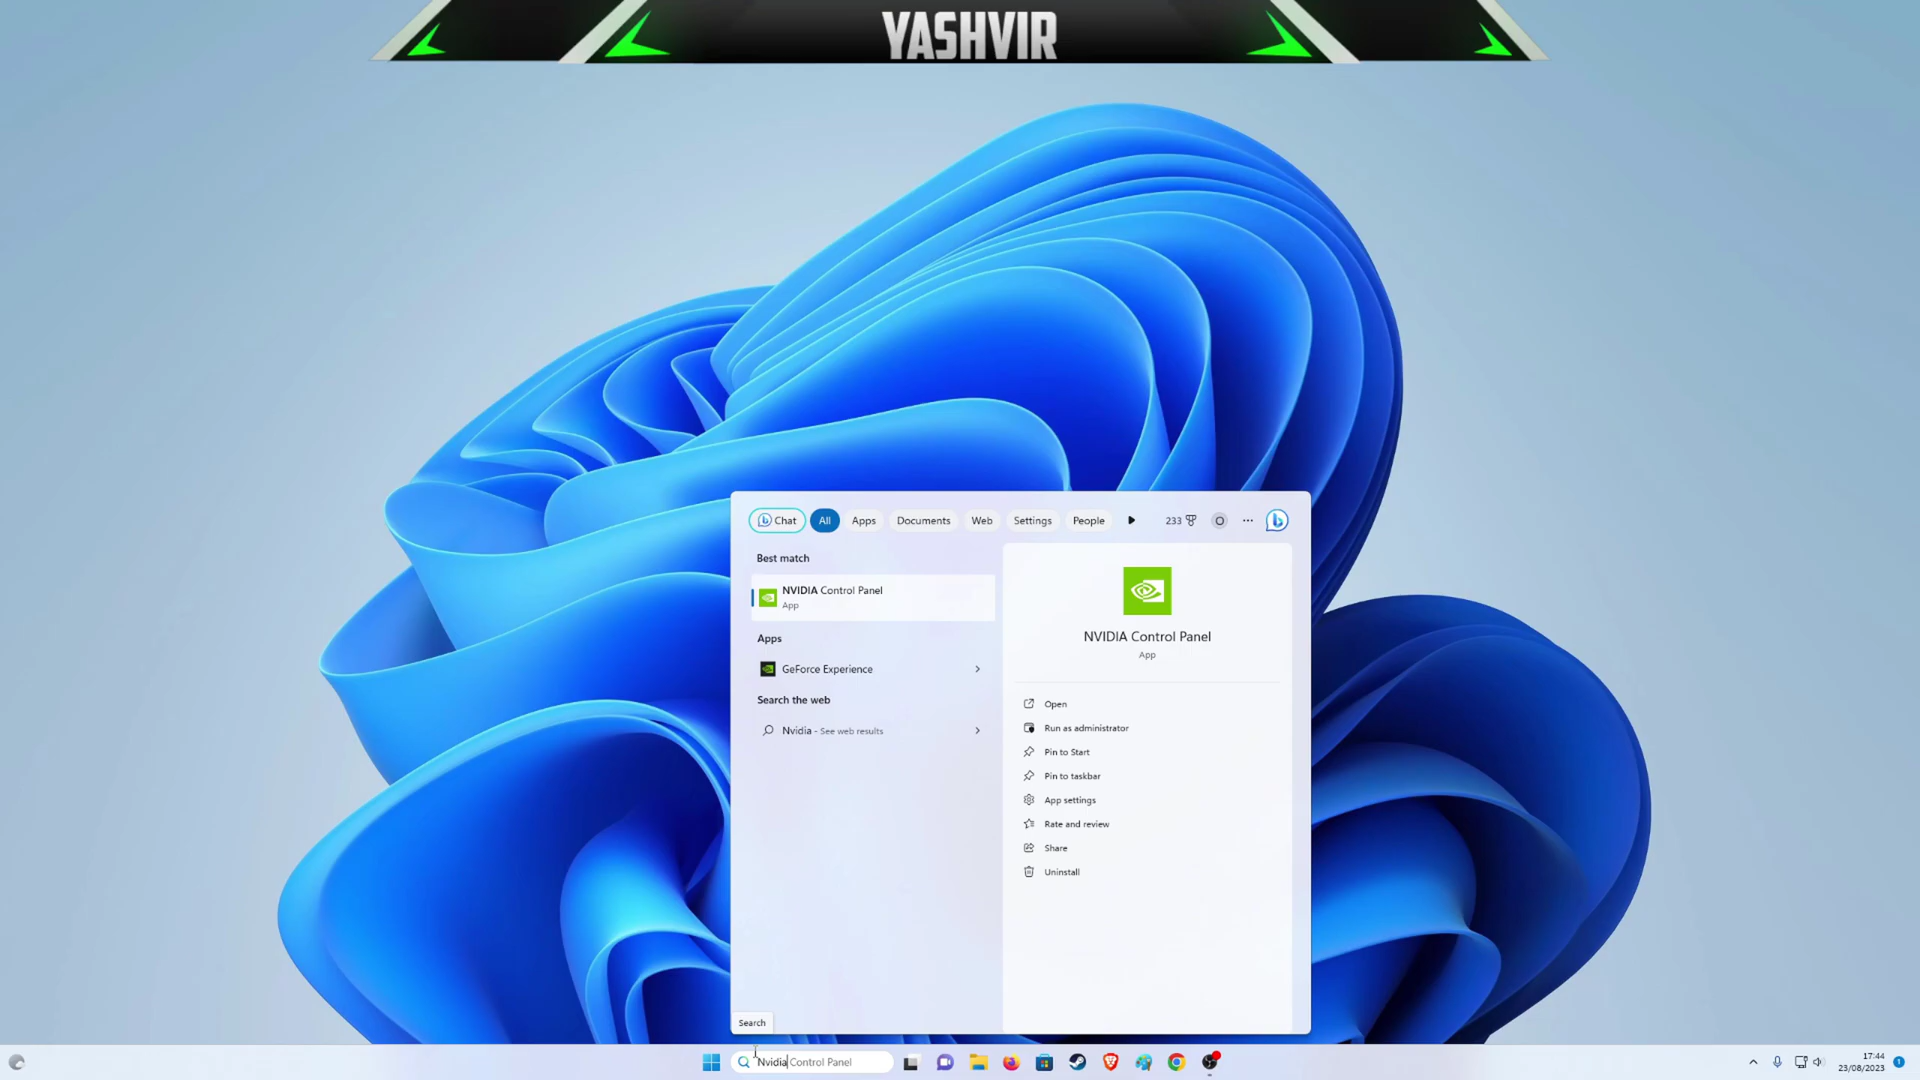 YASHVIR
Chat All Apps Documents Web Settings People 233 O
Best match
NVIDIA Control Panel
App
Apps
GeForce Experience
Search the web
Nvidia - See web results
NVIDIA Control Panel
App
Open
Run as administrator
Pin to Start
Pin to taskbar
App settings
Rate and review
Share
Uninstall
Search
Nvidia Control Panel
17:44
23/08/2023
1